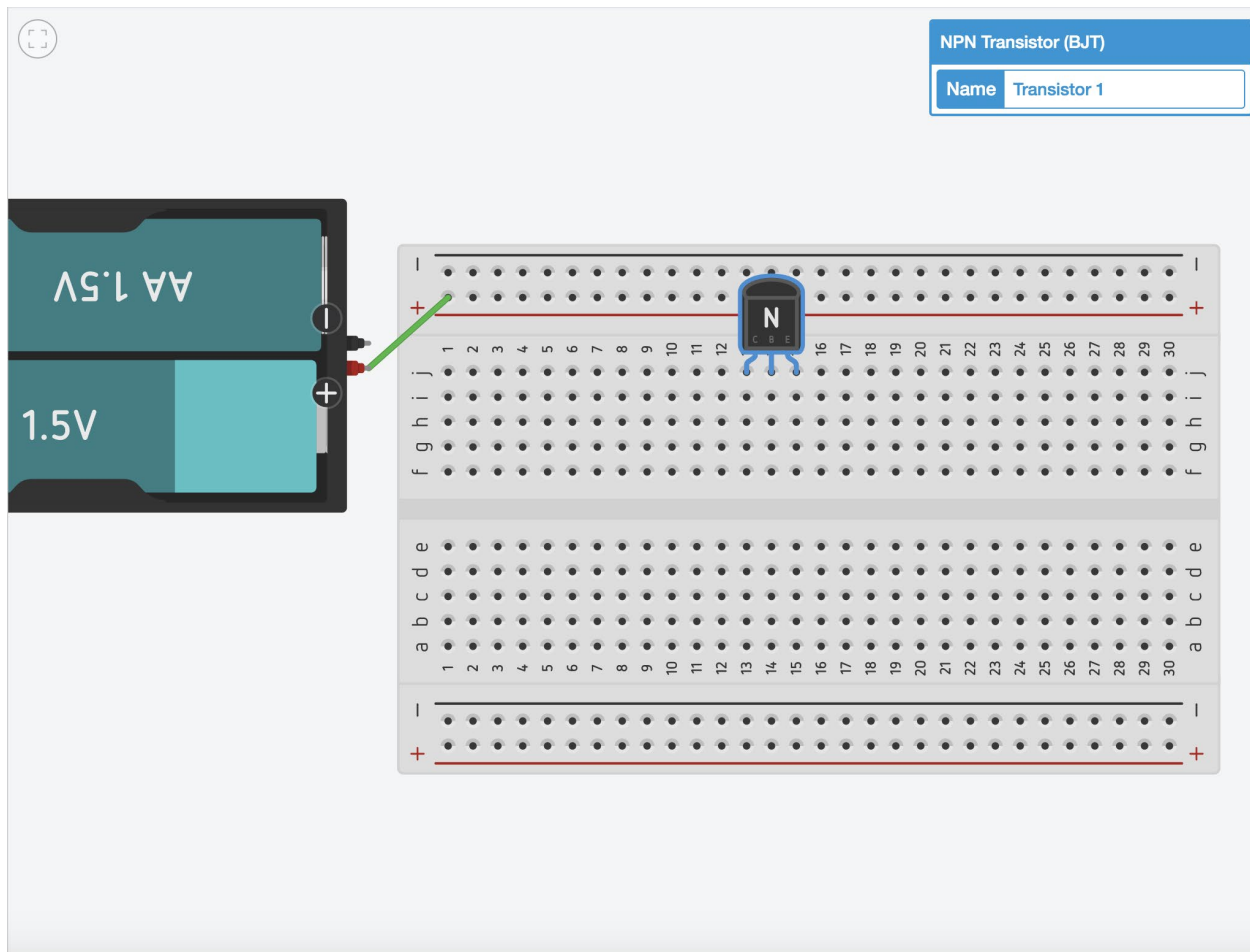 NPN Transistor (BJT)
Name Transistor 1
AA 1.5V
1.5V
N
C B E
− −
+ +
1 2 3 4 5 6 7 8 9 10 11 12 16 17 18 19 20 21 22 23 24 25 26 27 28 29 30
j j
i i
h h
g g
f f
e e
d d
c c
b b
a a
1 2 3 4 5 6 7 8 9 10 11 12 13 14 15 16 17 18 19 20 21 22 23 24 25 26 27 28 29 30
− −
+ +